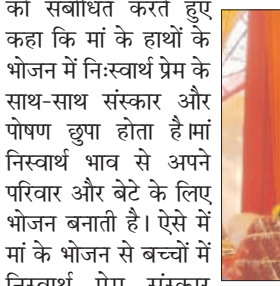 को संबोधित करते हुए
कहा कि मां के हाथों के
भोजन में निःस्वार्थ प्रेम के
साथ-साथ संस्कार और
पोषण छुपा होता है।मां
निस्वार्थ भाव से अपने
परिवार और बेटे के लिए
भोजन बनाती है। ऐसे में
मां के भोजन से बच्चों में
निस्वार्थ प्रेम संस्कार